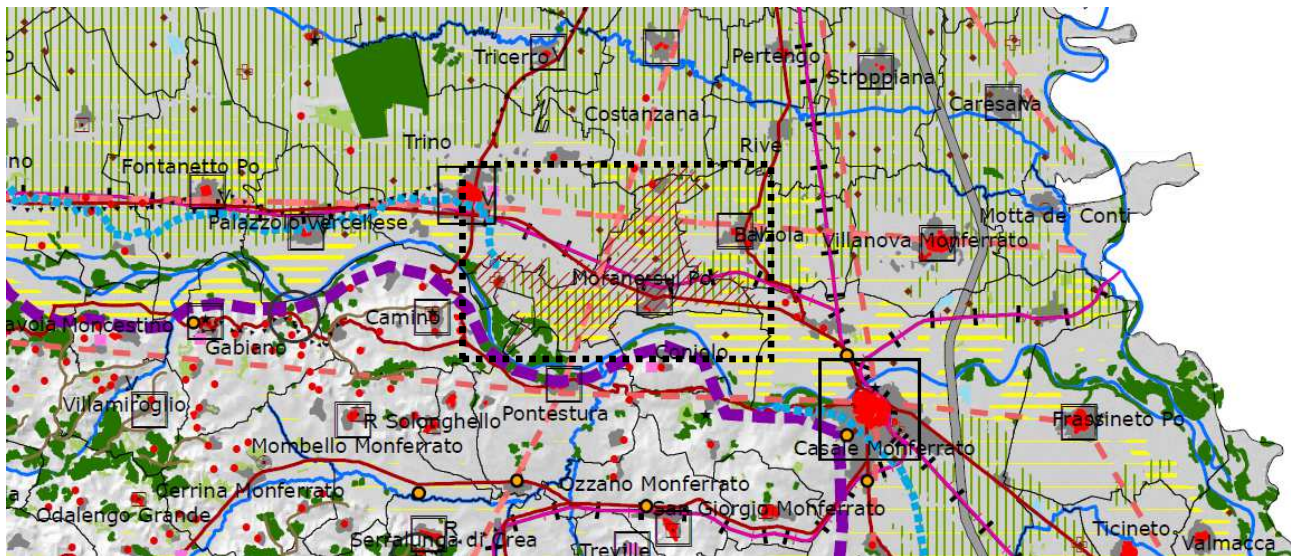 Tricerro
Pertengo
Stroppiana
Caresana
Costanzana
Trino
Rive
Fontanetto Po
Motta de' Conti
Palazzolo Vercellese
Villanova Monferrato
Morano sul Po
Camino
Moncestino
Gabiano
Coniolo
Villamiroglio
R Solonghello
Pontestura
Frassineto Po
Mombello Monferrato
Casale Monferrato
Cerrina Monferrato
Ozzano Monferrato
Odalengo Grande
San Giorgio Monferrato
R
Serralunga di Crea
Treville
Ticineto
Valmacca